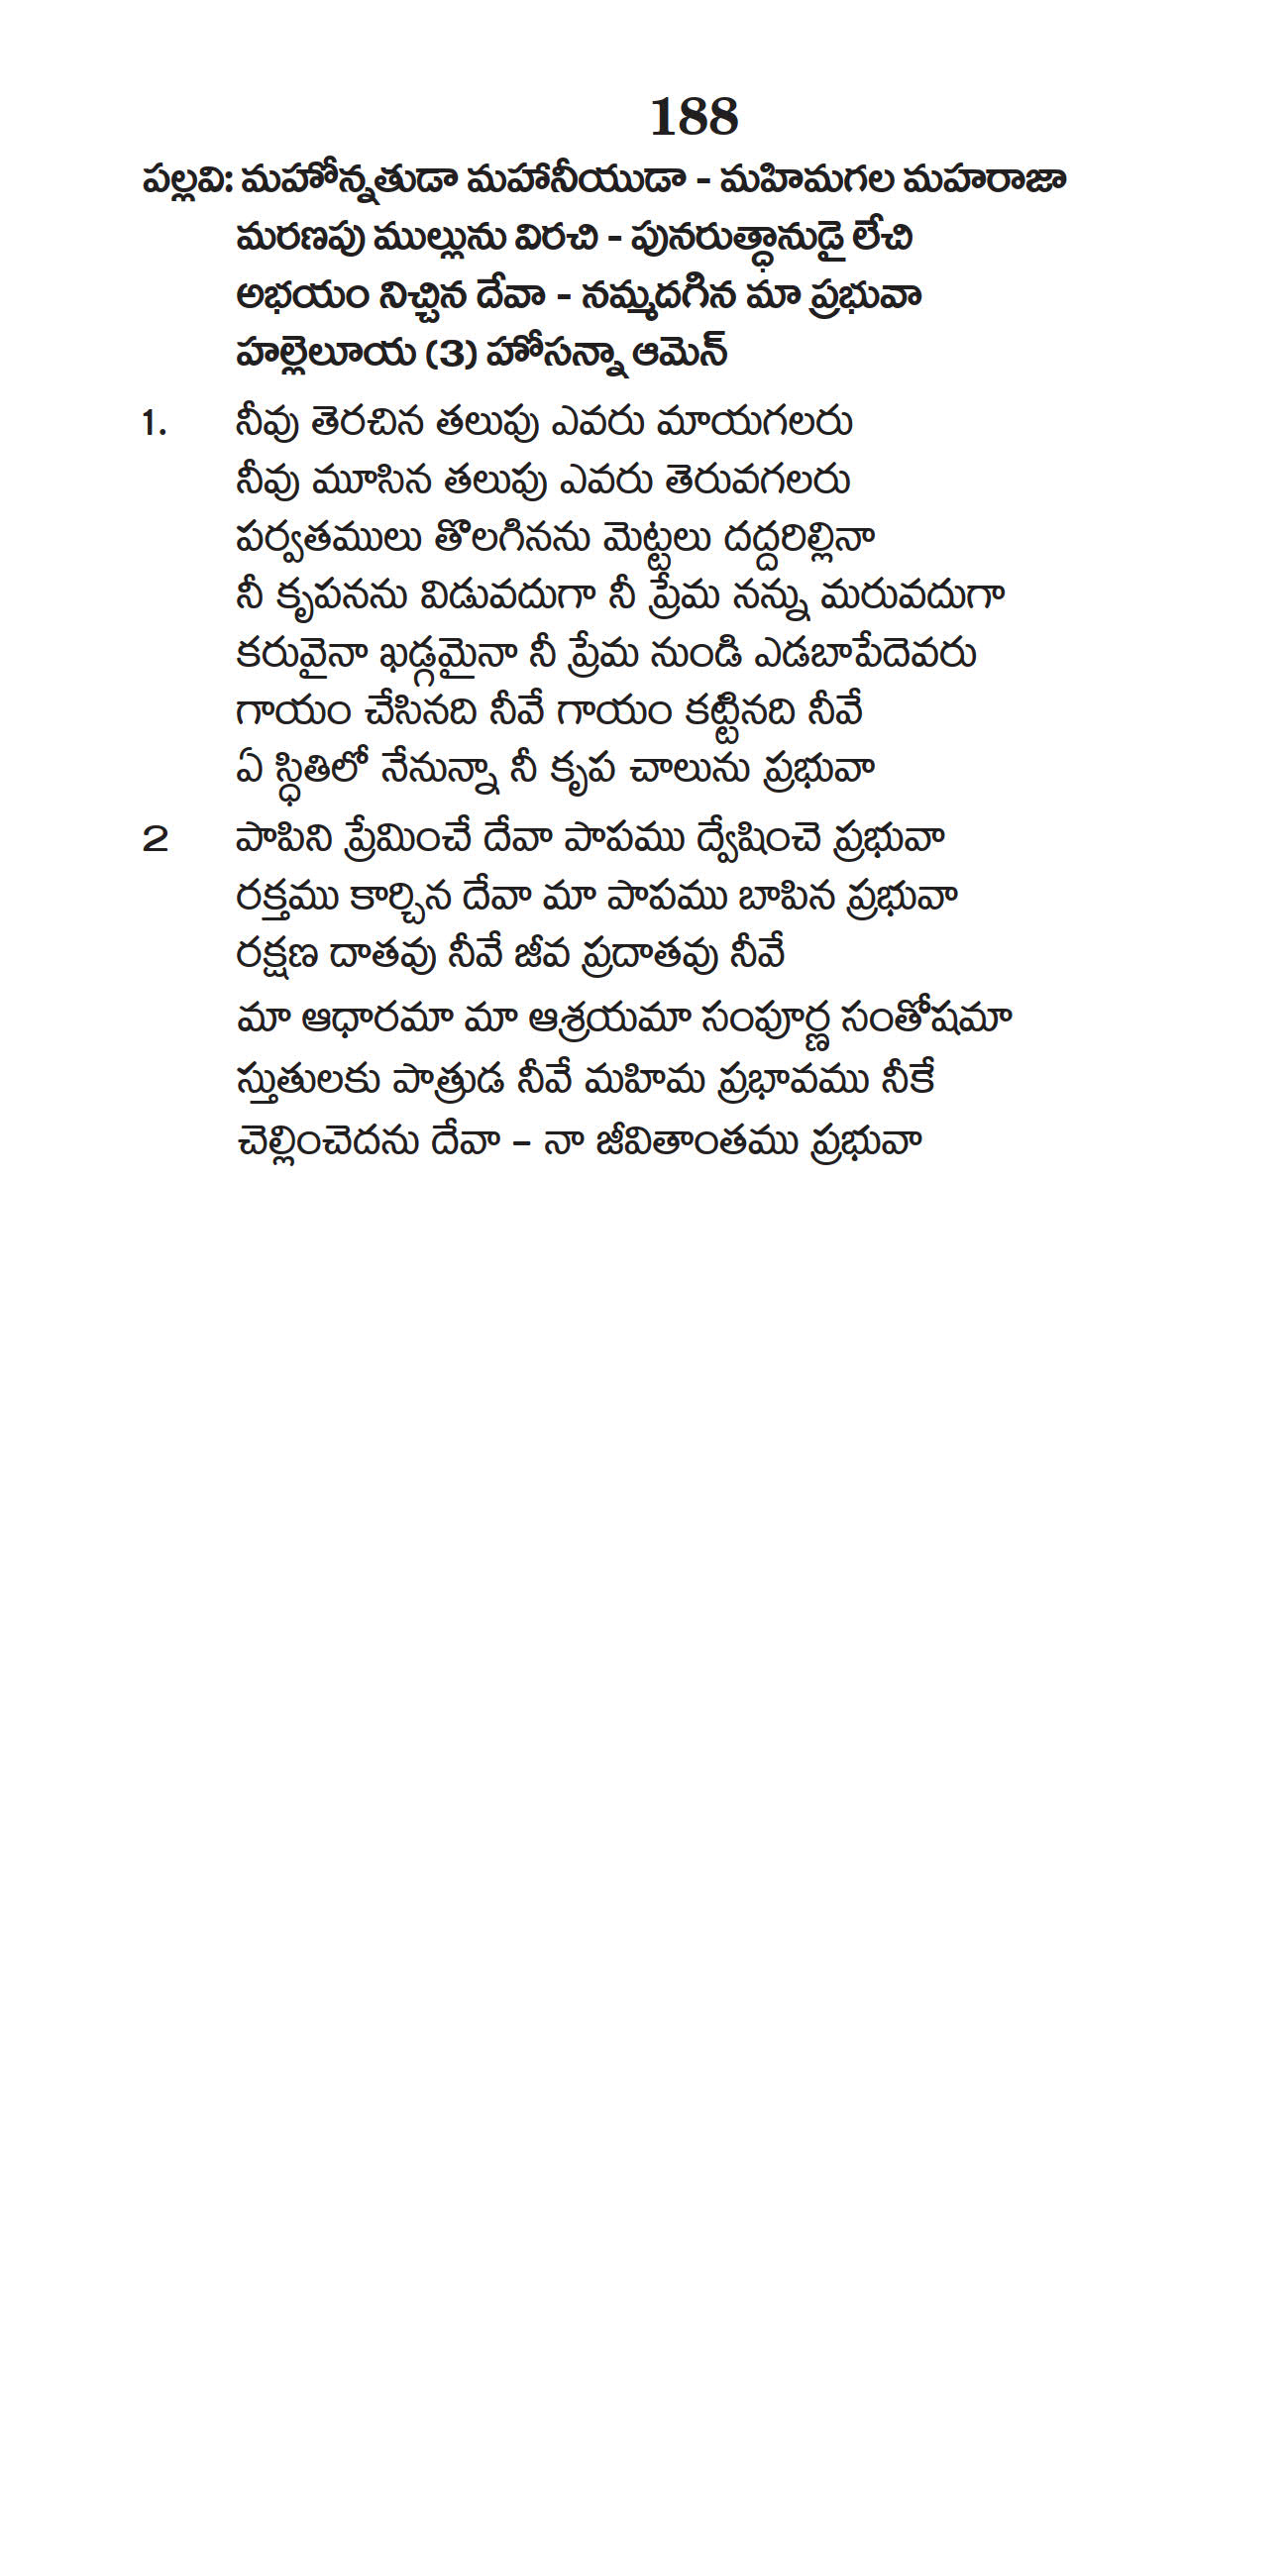 188
పల్లవి: మహోన్నతుడా మహానీయుడా - మహిమగల మహరాజా
మరణపు ముల్లును విరచి - పునరుత్ధానుడై లేచి
అభయం నిచ్చిన దేవా - నమ్మదగిన మా ప్రభువా
హల్లెలూయ (3) హోసన్నా ఆమెన్
1. నీవు తెరచిన తలుపు ఎవరు మాయగలరు
నీవు మూసిన తలుపు ఎవరు తెరువగలరు
పర్వతములు తొలగినను మెట్టలు దద్దరిల్లినా
నీ కృపనను విడువదుగా నీ ప్రేమ నన్ను మరువదుగా
కరువైనా ఖడ్గమైనా నీ ప్రేమ నుండి ఎడబాపేదెవరు
గాయం చేసినది నీవే గాయం కట్టినది నీవే
ఏ స్ధితిలో నేనున్నా నీ కృప చాలును ప్రభువా
2 పాపిని ప్రేమించే దేవా పాపము ద్వేషించె ప్రభువా
రక్తము కార్చిన దేవా మా పాపము బాపిన ప్రభువా
రక్షణ దాతవు నీవే జీవ ప్రదాతవు నీవే
మా ఆధారమా మా ఆశ్రయమా సంపూర్ణ సంతోషమా
స్తుతులకు పాత్రుడ నీవే మహిమ ప్రభావము నీకే
చెల్లించెదను దేవా – నా జీవితాంతము ప్రభువా